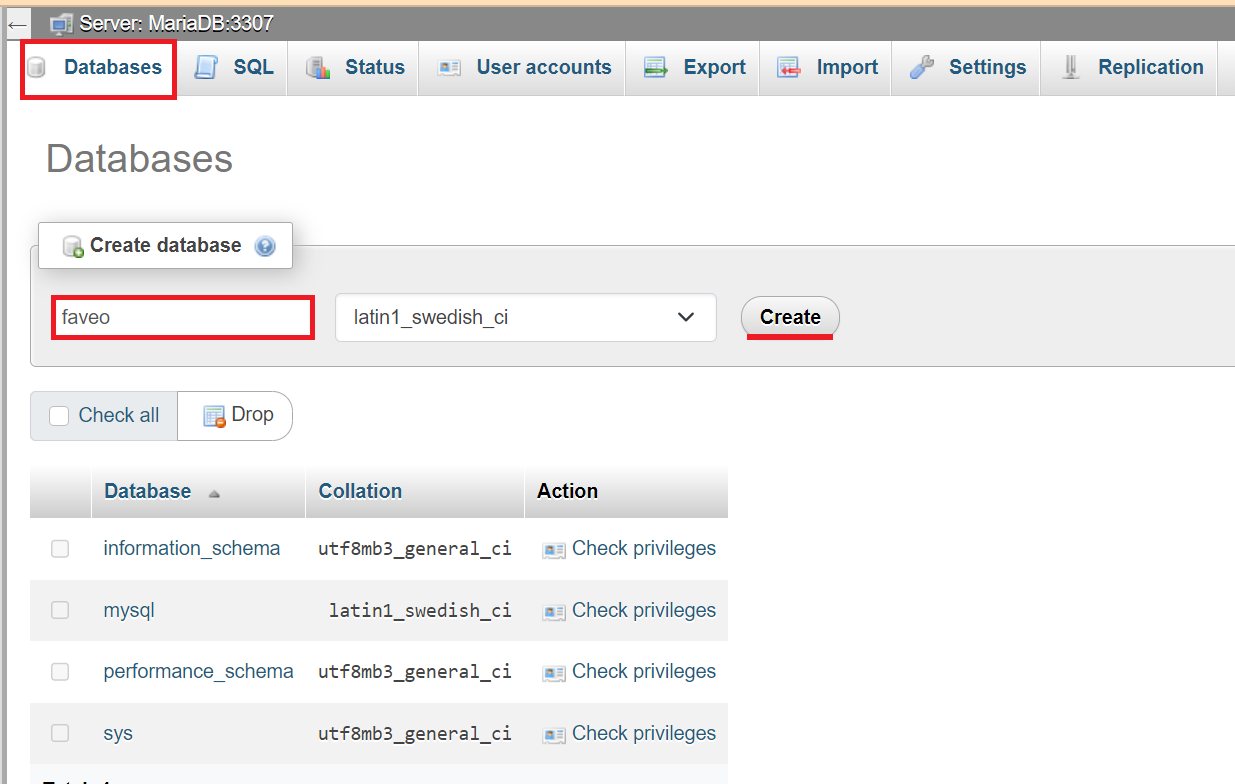 Server: MariaDB:3307
Databases SQL Status User accounts Export Import Settings Replication
Databases
Create database
faveo latin1_swedish_ci Create
Check all Drop
Database Collation Action
information_schema utf8mb3_general_ci Check privileges
mysql latin1_swedish_ci Check privileges
performance_schema utf8mb3_general_ci Check privileges
sys utf8mb3_general_ci Check privileges